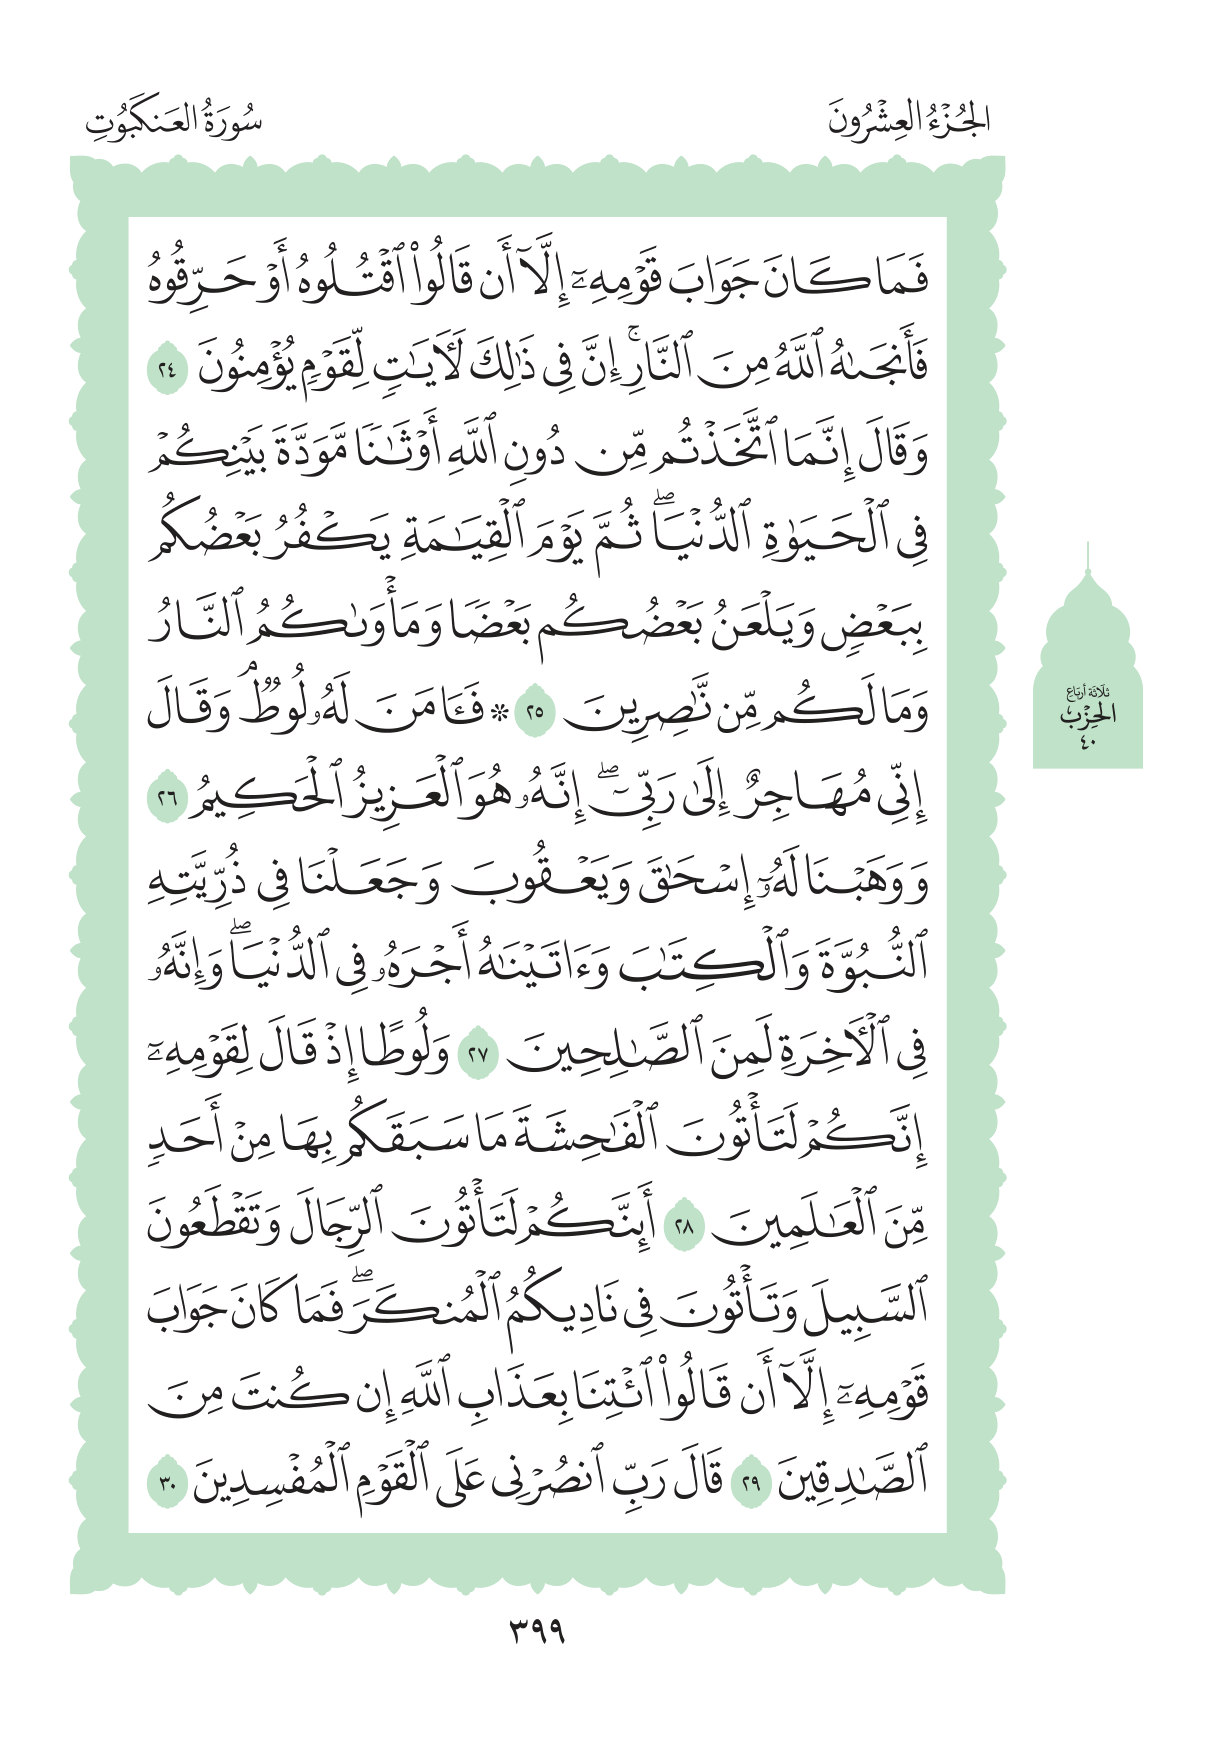 الجُزْءُ العِشْرُونَ
سُورَةُ العَنكَبُوتِ
فَمَا كَانَ جَوَابَ قَوْمِهِۦٓ إِلَّآ أَن قَالُوا۟ ٱقْتُلُوهُ أَوْ حَرِّقُوهُ
فَأَنجَىٰهُ ٱللَّهُ مِنَ ٱلنَّارِۚ إِنَّ فِى ذَٰلِكَ لَـَٔايَـٰتٍ لِّقَوْمٍ يُؤْمِنُونَ ٢٤
وَقَالَ إِنَّمَا ٱتَّخَذْتُم مِّن دُونِ ٱللَّهِ أَوْثَـٰنًا مَّوَدَّةَ بَيْنِكُمْ
فِى ٱلْحَيَوٰةِ ٱلدُّنْيَاۖ ثُمَّ يَوْمَ ٱلْقِيَـٰمَةِ يَكْفُرُ بَعْضُكُم
بِبَعْضٍ وَيَلْعَنُ بَعْضُكُم بَعْضًا وَمَأْوَىٰكُمُ ٱلنَّارُ
وَمَا لَكُم مِّن نَّـٰصِرِينَ ٢٥ ۞ فَـَٔامَنَ لَهُۥ لُوطٌۘ وَقَالَ
إِنِّى مُهَاجِرٌ إِلَىٰ رَبِّىٓۖ إِنَّهُۥ هُوَ ٱلْعَزِيزُ ٱلْحَكِيمُ ٢٦
وَوَهَبْنَا لَهُۥٓ إِسْحَـٰقَ وَيَعْقُوبَ وَجَعَلْنَا فِى ذُرِّيَّتِهِ
ٱلنُّبُوَّةَ وَٱلْكِتَـٰبَ وَءَاتَيْنَـٰهُ أَجْرَهُۥ فِى ٱلدُّنْيَاۖ وَإِنَّهُۥ
فِى ٱلْـَٔاخِرَةِ لَمِنَ ٱلصَّـٰلِحِينَ ٢٧ وَلُوطًا إِذْ قَالَ لِقَوْمِهِۦٓ
إِنَّكُمْ لَتَأْتُونَ ٱلْفَـٰحِشَةَ مَا سَبَقَكُم بِهَا مِنْ أَحَدٍ
مِّنَ ٱلْعَـٰلَمِينَ ٢٨ أَئِنَّكُمْ لَتَأْتُونَ ٱلرِّجَالَ وَتَقْطَعُونَ
ٱلسَّبِيلَ وَتَأْتُونَ فِى نَادِيكُمُ ٱلْمُنكَرَۖ فَمَا كَانَ جَوَابَ
قَوْمِهِۦٓ إِلَّآ أَن قَالُوا۟ ٱئْتِنَا بِعَذَابِ ٱللَّهِ إِن كُنتَ مِنَ
ٱلصَّـٰدِقِينَ ٢٩ قَالَ رَبِّ ٱنصُرْنِى عَلَى ٱلْقَوْمِ ٱلْمُفْسِدِينَ ٣٠
ثلاثة أرباع
الحِزْب
٤٠
٣٩٩